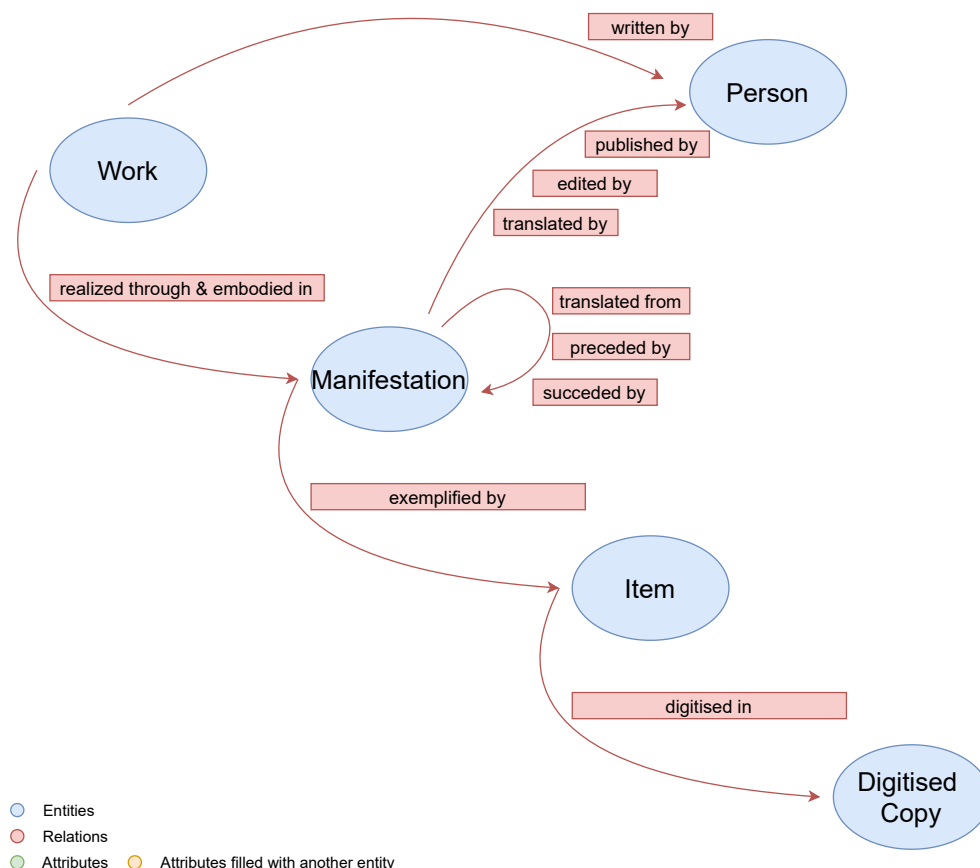 written by
Person
published by
Work
edited by
translated by
realized through & embodied in
translated from
preceded by
Manifestation
succeded by
exemplified by
Item
digitised in
Digitised
Copy
Entities
Relations
Attributes
Attributes filled with another entity